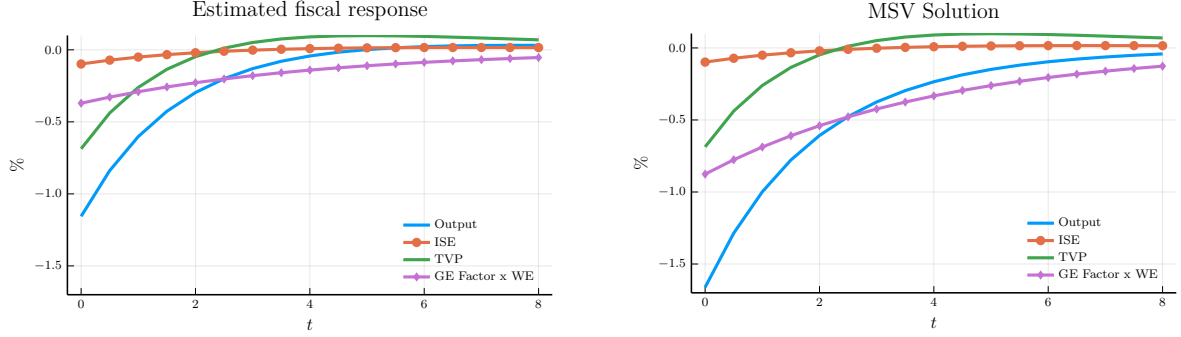 Estimated fiscal response
0.0
−0.5
−1.0
−1.5
%
0
2
4
6
8
t
Output
ISE
TVP
GE Factor x WE
MSV Solution
0.0
−0.5
−1.0
−1.5
%
0
2
4
6
8
t
Output
ISE
TVP
GE Factor x WE